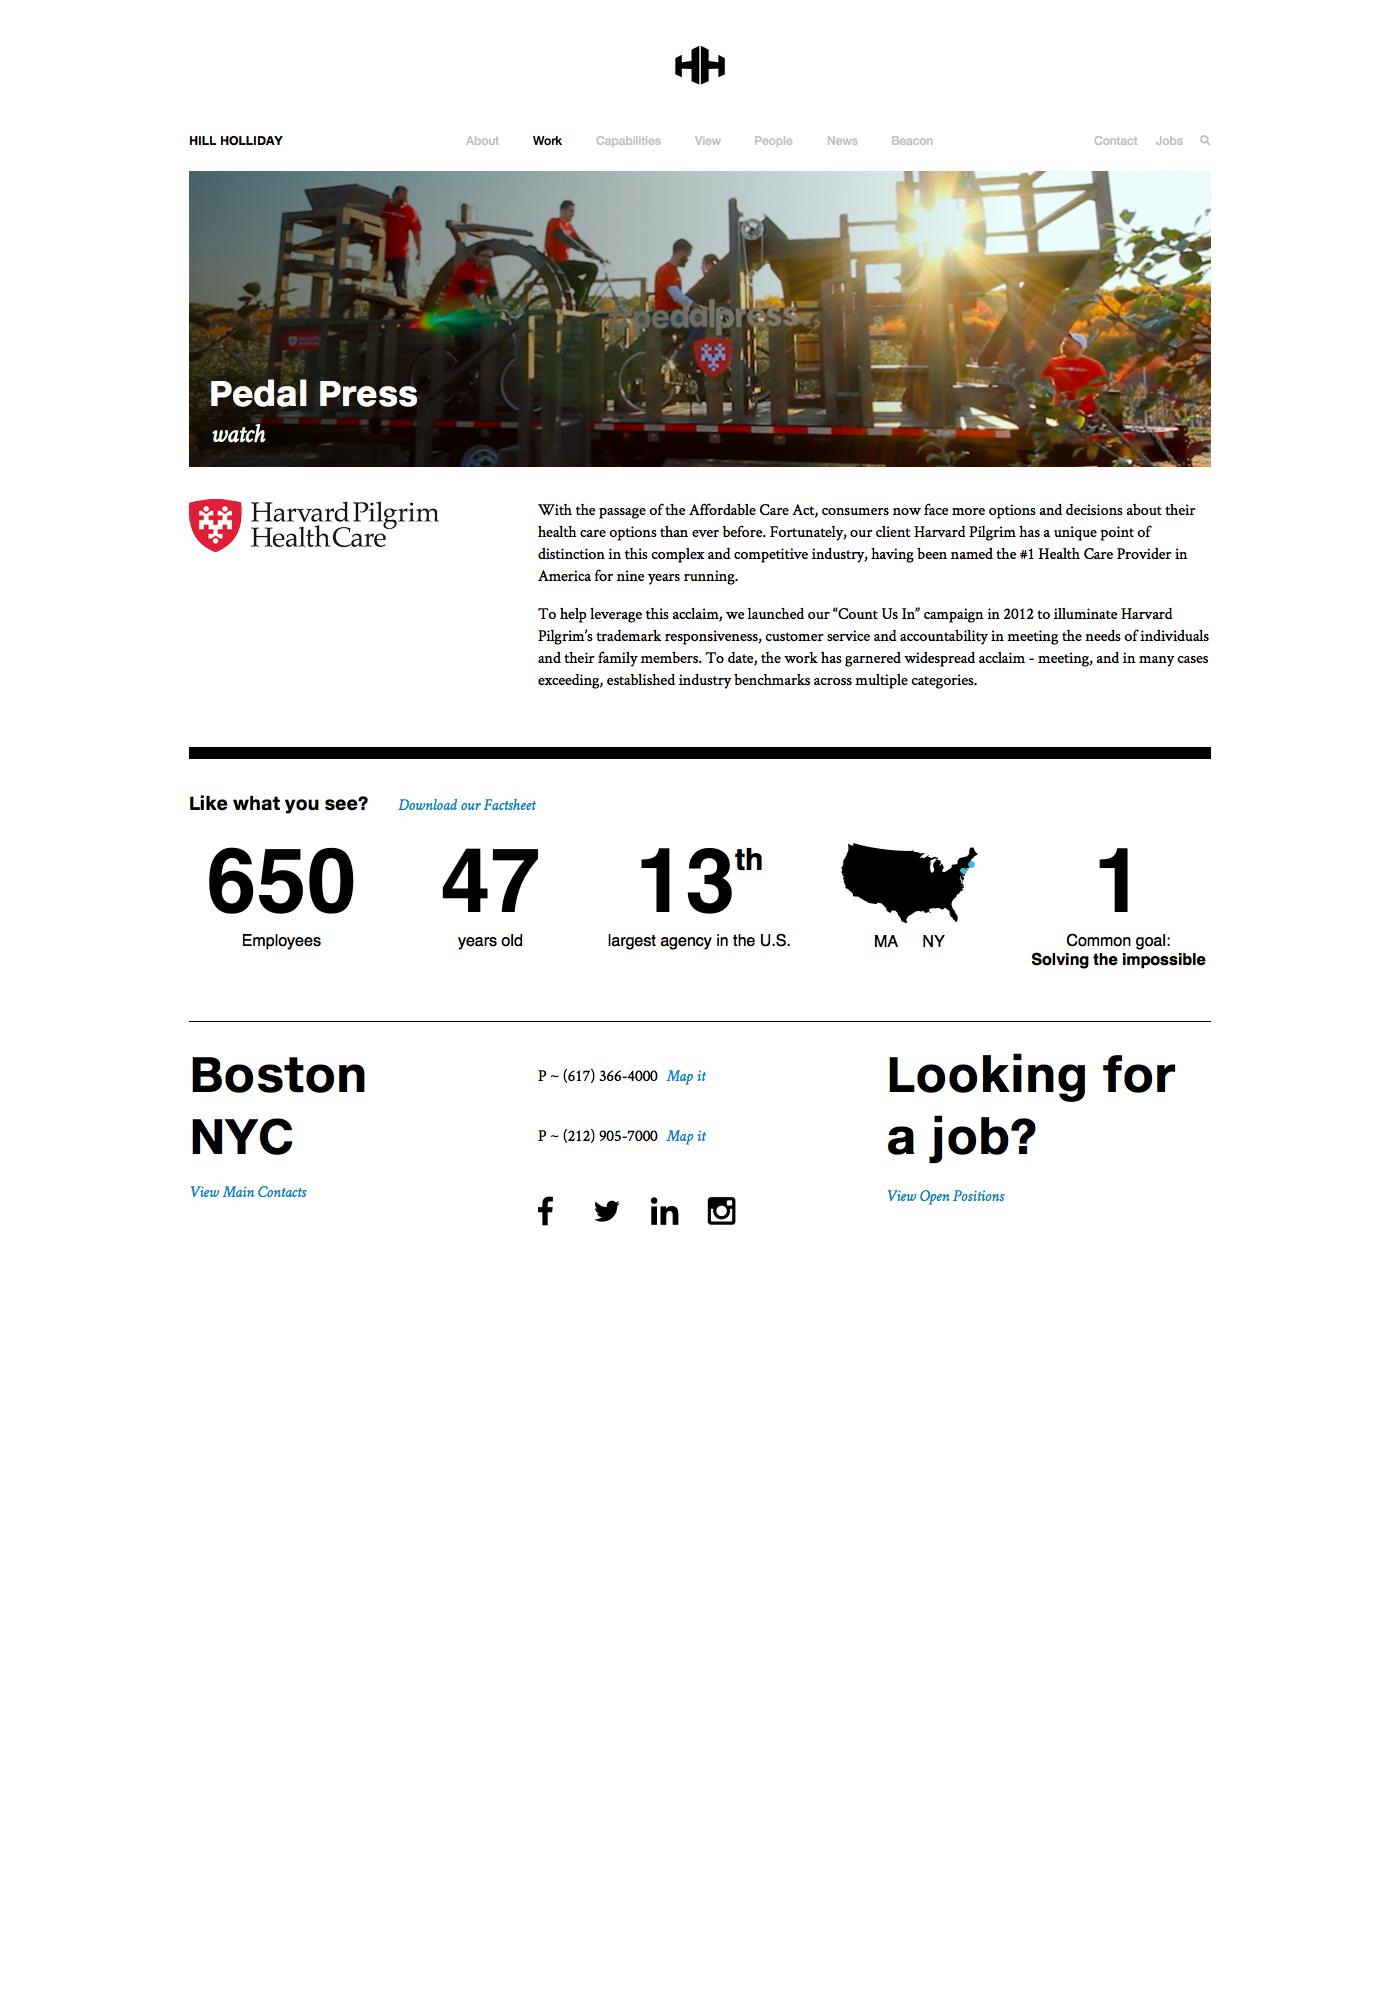 HILL HOLLIDAY
About Work Capabilities View People News Beacon
Contact Jobs
#pedalpress
Pedal Press
watch
Harvard Pilgrim
HealthCare
With the passage of the Affordable Care Act, consumers now face more options and decisions about their
health care options than ever before. Fortunately, our client Harvard Pilgrim has a unique point of
distinction in this complex and competitive industry, having been named the #1 Health Care Provider in
America for nine years running.
To help leverage this acclaim, we launched our “Count Us In” campaign in 2012 to illuminate Harvard
Pilgrim’s trademark responsiveness, customer service and accountability in meeting the needs of individuals
and their family members. To date, the work has garnered widespread acclaim - meeting, and in many cases
exceeding, established industry benchmarks across multiple categories.
Like what you see? Download our Factsheet
650
Employees
47
years old
13th
largest agency in the U.S.
MA NY
1
Common goal:
Solving the impossible
Boston
NYC
View Main Contacts
P ~ (617) 366-4000 Map it
P ~ (212) 905-7000 Map it
Looking for
a job?
View Open Positions